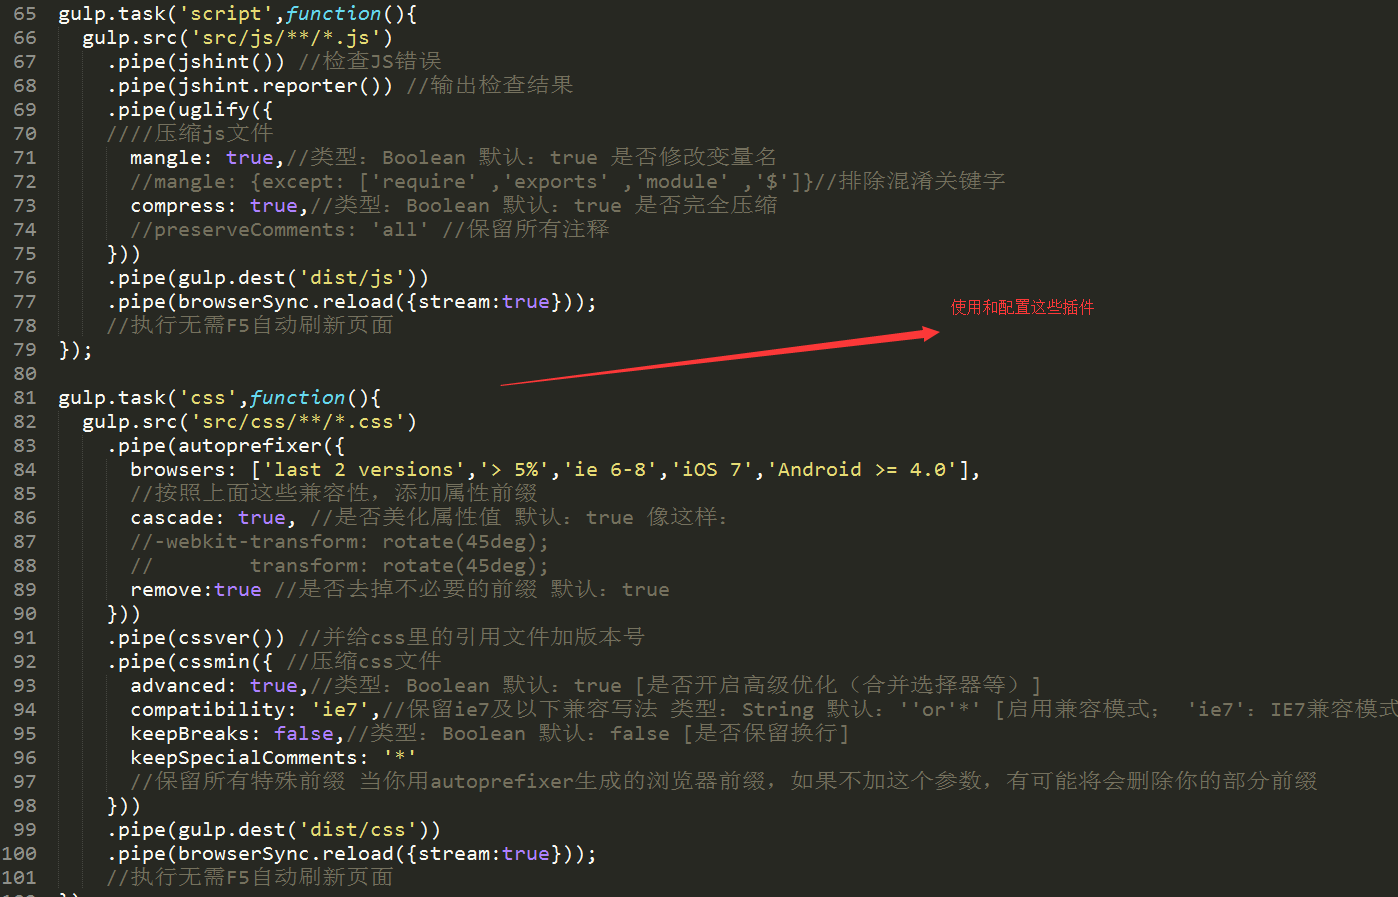 65 gulp.task('script',function(){
66 gulp.src('src/js/**/*.js')
67 .pipe(jshint()) //检查JS错误
68 .pipe(jshint.reporter()) //输出检查结果
69 .pipe(uglify({
70 ////压缩js文件
71 mangle: true,//类型：Boolean 默认：true 是否修改变量名
72 //mangle: {except: ['require' ,'exports' ,'module' ,'$']}//排除混淆关键字
73 compress: true,//类型：Boolean 默认：true 是否完全压缩
74 //preserveComments: 'all' //保留所有注释
75 }))
76 .pipe(gulp.dest('dist/js'))
77 .pipe(browserSync.reload({stream:true}));
使用和配置这些插件
78 //执行无需F5自动刷新页面
79 });
80
81 gulp.task('css',function(){
82 gulp.src('src/css/**/*.css')
83 .pipe(autoprefixer({
84 browsers: ['last 2 versions','> 5%','ie 6-8','iOS 7','Android >= 4.0'],
85 //按照上面这些兼容性，添加属性前缀
86 cascade: true, //是否美化属性值 默认：true 像这样：
87 //-webkit-transform: rotate(45deg);
88 // transform: rotate(45deg);
89 remove:true //是否去掉不必要的前缀 默认：true
90 }))
91 .pipe(cssver()) //并给css里的引用文件加版本号
92 .pipe(cssmin({ //压缩css文件
93 advanced: true,//类型：Boolean 默认：true [是否开启高级优化（合并选择器等）]
94 compatibility: 'ie7',//保留ie7及以下兼容写法 类型：String 默认：''or'*' [启用兼容模式； 'ie7'：IE7兼容模式
95 keepBreaks: false,//类型：Boolean 默认：false [是否保留换行]
96 keepSpecialComments: '*'
97 //保留所有特殊前缀 当你用autoprefixer生成的浏览器前缀，如果不加这个参数，有可能将会删除你的部分前缀
98 }))
99 .pipe(gulp.dest('dist/css'))
100 .pipe(browserSync.reload({stream:true}));
101 //执行无需F5自动刷新页面